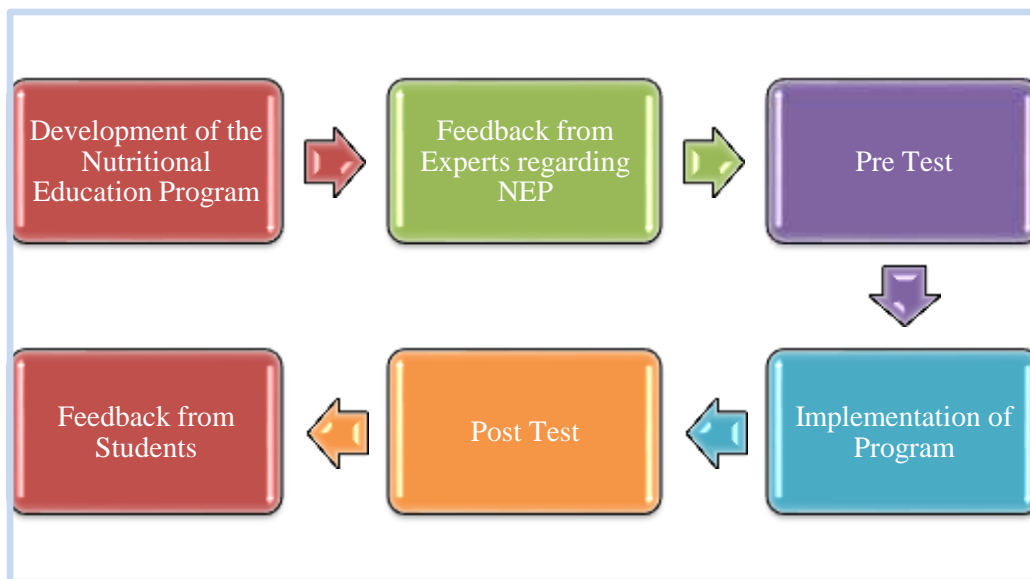 Development of the
Nutritional
Education Program
Feedback from
Experts regarding
NEP
Pre Test
Implementation of
Program
Post Test
Feedback from
Students